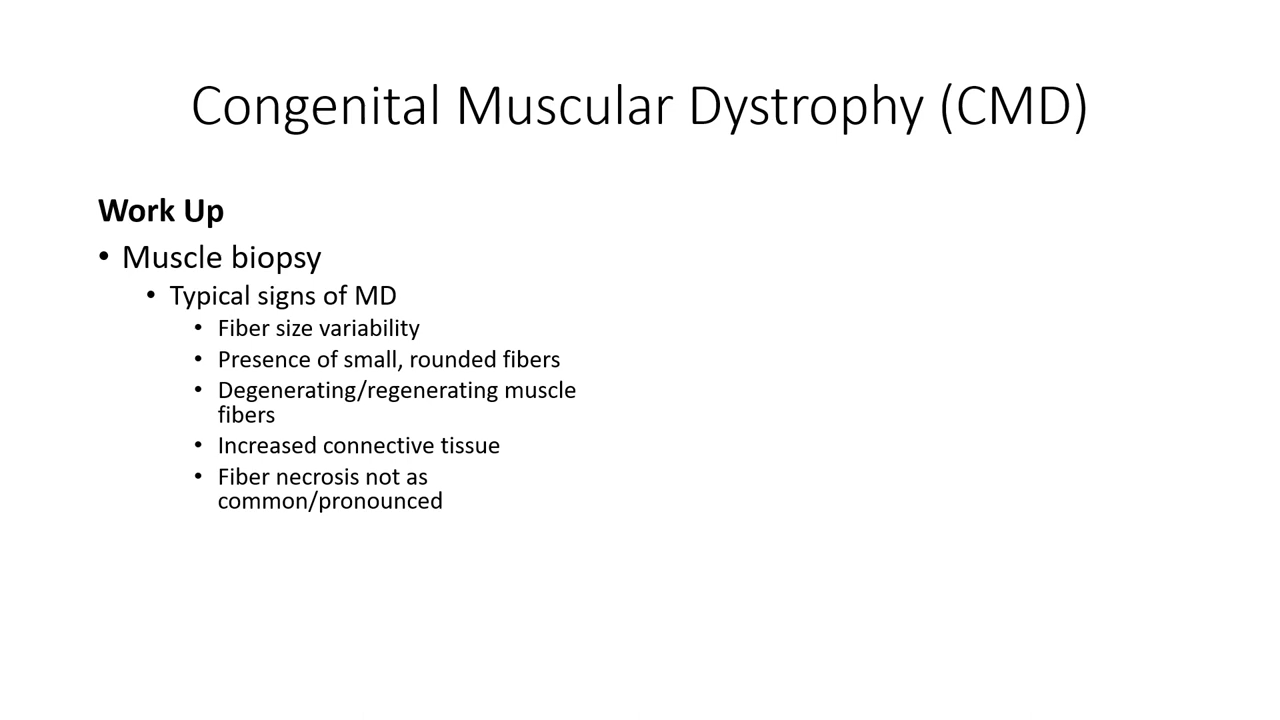 Congenital Muscular Dystrophy (CMD)
Work Up
• Muscle biopsy
• Typical signs of MD
• Fiber size variability
• Presence of small, rounded fibers
• Degenerating/regenerating muscle
fibers
• Increased connective tissue
• Fiber necrosis not as
common/pronounced